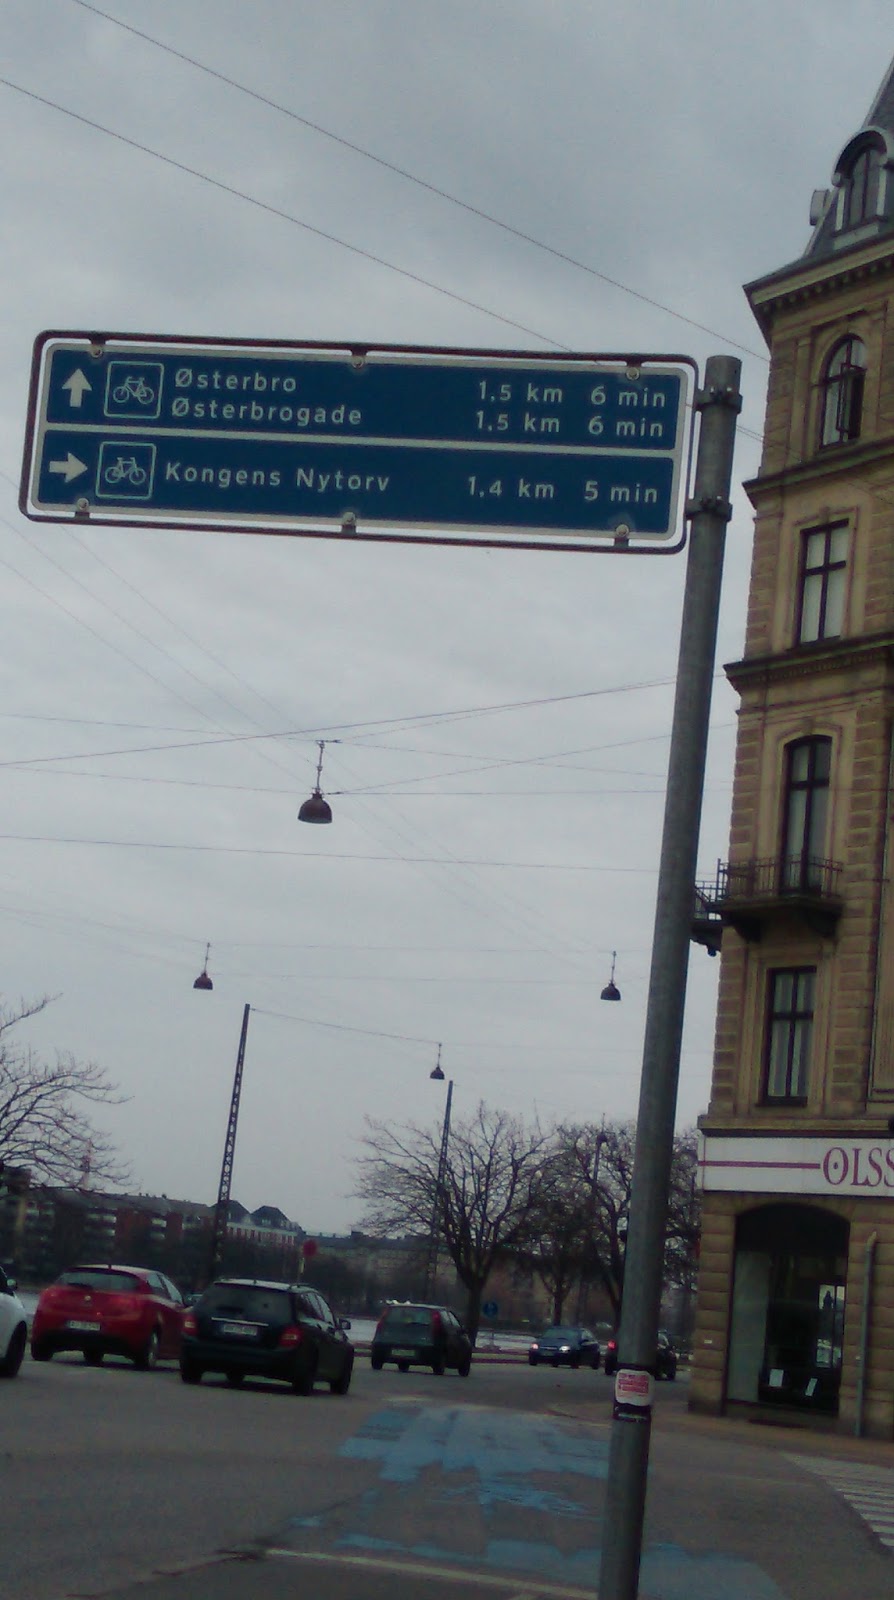 Østerbro 1,5 km 6 min
Østerbrogade 1,5 km 6 min
Kongens Nytorv 1,4 km 5 min
OLSS